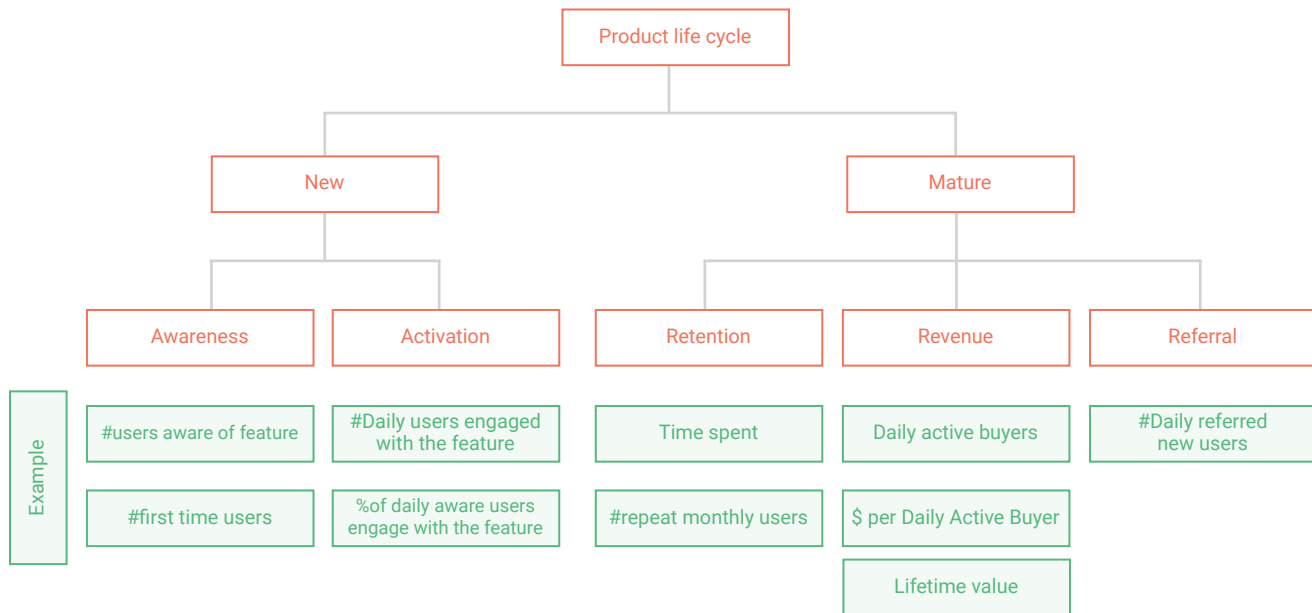 Product life cycle
New
Mature
Awareness
Activation
Retention
Revenue
Referral
Example
#users aware of feature
#Daily users engaged
with the feature
Time spent
Daily active buyers
#Daily referred
new users
#first time users
%of daily aware users
engage with the feature
#repeat monthly users
$ per Daily Active Buyer
Lifetime value